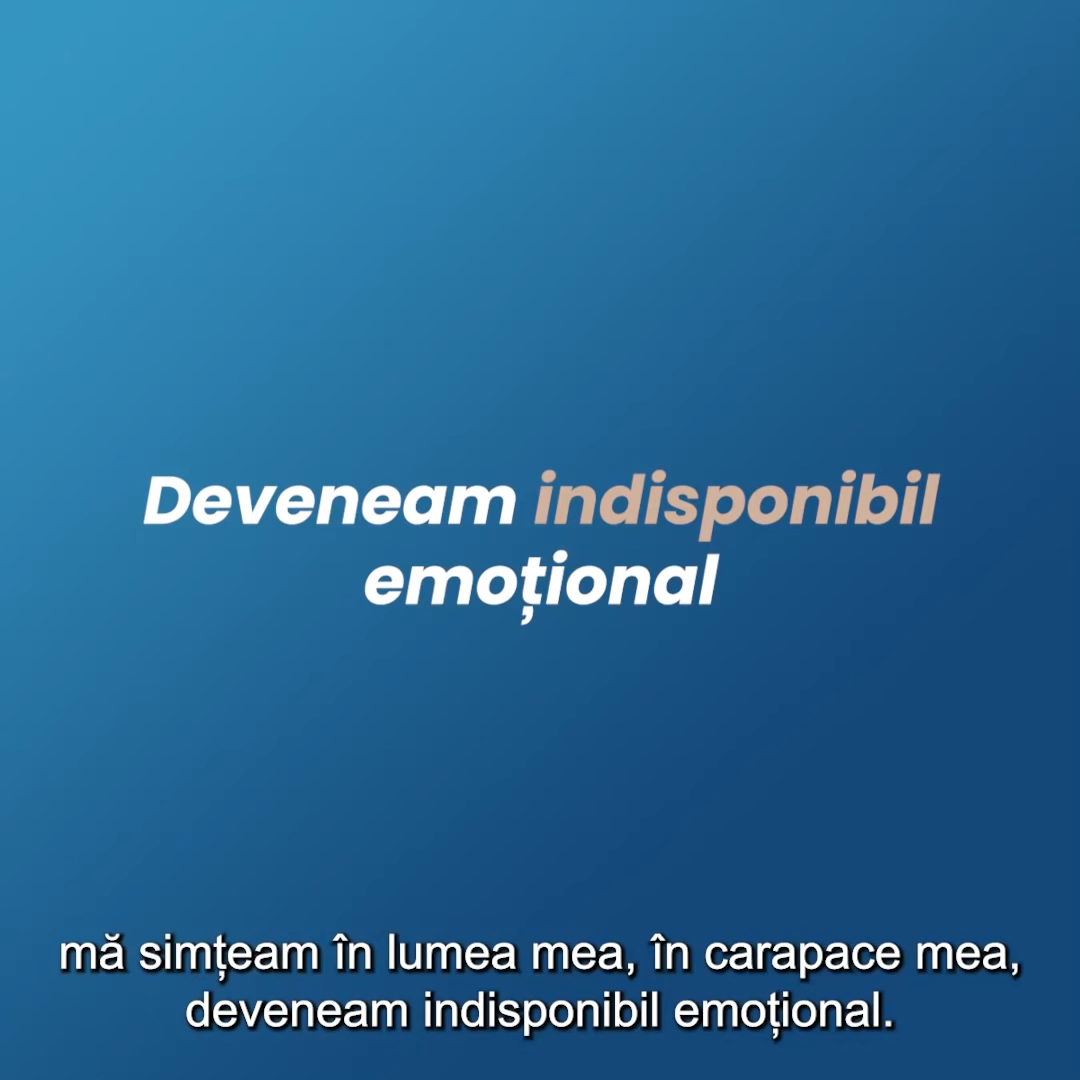 Deveneam indisponibil
emoțional
mă simțeam în lumea mea, în carapace mea,
deveneam indisponibil emoțional.